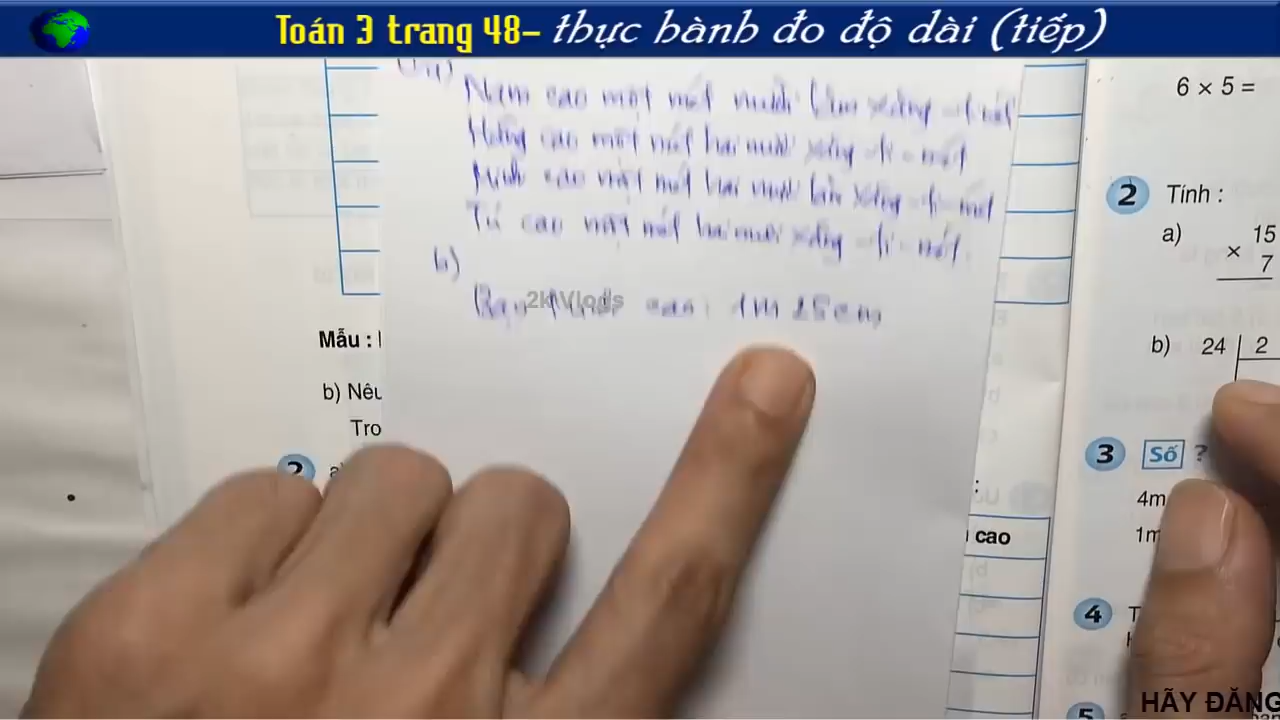 Toán 3 trang 48- thực hành đo độ dài (tiếp)
Nam cao một mét mười lăm xăng-ti-mét
Hằng cao một mét hai mươi xăng-ti-mét
Minh cao một mét hai mươi lăm xăng-ti-mét
Tú cao một mét hai mươi xăng-ti-mét.
b)
cao: 1m 25cm
2k Vlogs
Mẫu :
b) Nêu
Tro
2
cao
6 × 5 =
2 Tính :
a) 15
× 7
b) 24 2
3 Số ?
4m
1m
4 T
5
HÃY ĐĂNG